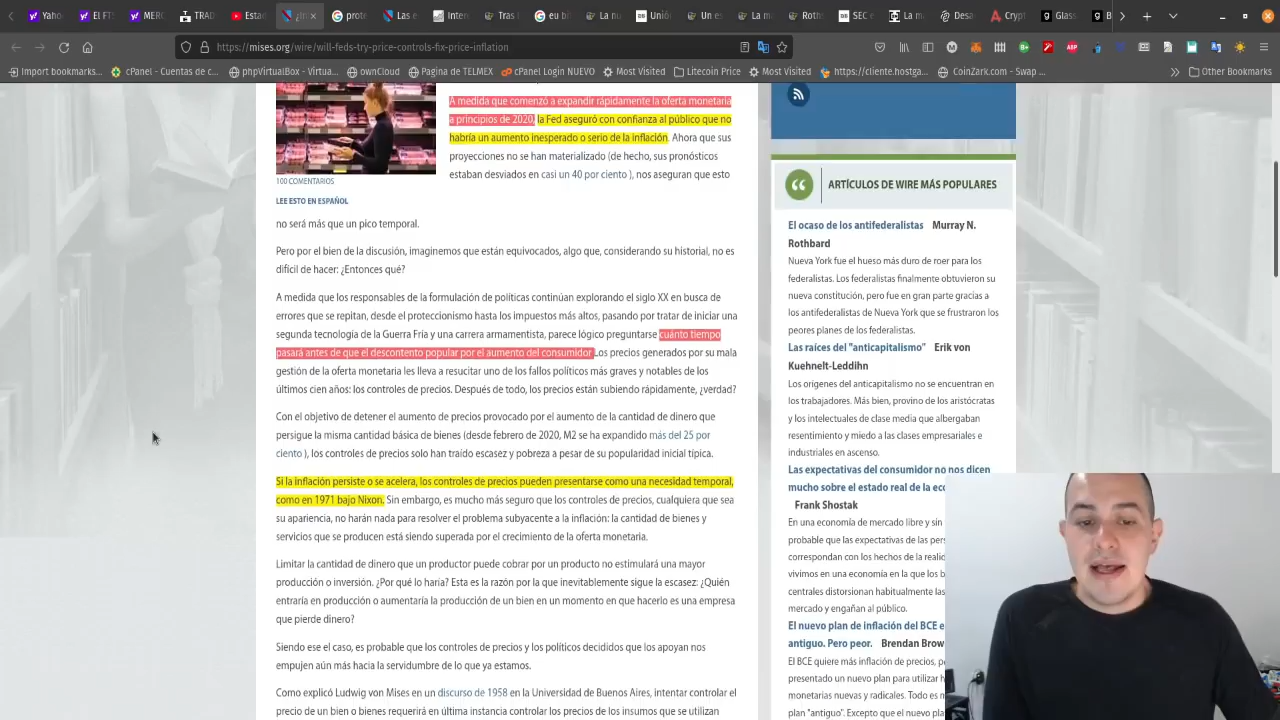 Yaho
El FT
META
TRAD
Desp
El índice
Las e
Inter
Create
Fed b
La Inf
Un es
SEC c
Dead
Crypt
Glass
https://mises.org/wire/will-feds-try-price-controls-fix-price-inflation
Import bookmarks...
cPanel - Cuentas de c...
phpVirtualBox - Virtua...
ownCloud
Pagina de TELMEX
cPanel Login NUEVO
Most Visited
Litecoin Price
Most Visited
https://cliente.hostga...
CoinZark.com - Swap ...
Other Bookmarks
A medida que comenzó a expandir rápidamente la oferta monetaria
a principios de 2020, la Fed aseguró con confianza al público que no
habría un aumento inesperado o serio de la inflación. Ahora que sus
proyecciones no se han materializado (de hecho, sus pronósticos
estaban desviados en casi un 40 por ciento ), nos aseguran que esto
100 COMENTARIOS
LEE ESTO EN ESPAÑOL
no será más que un pico temporal.
Pero por el bien de la discusión, imaginemos que están equivocados, algo que, considerando su historial, no es
difícil de hacer: ¿Entonces qué?
A medida que los responsables de la formulación de políticas continúan explorando el siglo XX en busca de
errores que se repitan, desde el proteccionismo hasta los impuestos más altos, pasando por tratar de iniciar una
segunda tecnología de la Guerra Fría y una carrera armamentista, parece lógico preguntarse cuánto tiempo
pasará antes de que el descontento popular por el aumento del consumidor Los precios generados por su mala
gestión de la oferta monetaria les lleva a resucitar uno de los fallos políticos más graves y notables de los
últimos cien años: los controles de precios. Después de todo, los precios están subiendo rápidamente, ¿verdad?
Con el objetivo de detener el aumento de precios provocado por el aumento de la cantidad de dinero que
persigue la misma cantidad básica de bienes (desde febrero de 2020, M2 se ha expandido más del 25 por
ciento ), los controles de precios solo han traído escasez y pobreza a pesar de su popularidad inicial típica.
Si la inflación persiste o se acelera, los controles de precios pueden presentarse como una necesidad temporal,
como en 1971 bajo Nixon. Sin embargo, es mucho más seguro que los controles de precios, cualquiera que sea
su apariencia, no harán nada para resolver el problema subyacente a la inflación: la cantidad de bienes y
servicios que se producen está siendo superada por el crecimiento de la oferta monetaria.
Limitar la cantidad de dinero que un productor puede cobrar por un producto no estimulará una mayor
producción o inversión. ¿Por qué lo haría? Esta es la razón por la que inevitablemente sigue la escasez: ¿Quién
entraría en producción o aumentaría la producción de un bien en un momento en que hacerlo es una empresa
que pierde dinero?
Siendo ese el caso, es probable que los controles de precios y los políticos decididos que los apoyan nos
empujen aún más hacia la servidumbre de lo que ya estamos.
Como explicó Ludwig von Mises en un discurso de 1958 en la Universidad de Buenos Aires, intentar controlar el
precio de un bien o bienes requerirá en última instancia controlar los precios de los insumos que se utilizan
ARTÍCULOS DE WIRE MÁS POPULARES
El ocaso de los antifederalistas Murray N.
Rothbard
Nueva York fue el hueso más duro de roer para los
federalistas. Los federalistas finalmente obtuvieron su
nueva constitución, pero fue en gran parte gracias a
los antifederalistas de Nueva York que se frustraron los
peores planes de los federalistas.
Las raíces del "anticapitalismo" Erik von
Kuehnelt-Leddihn
Los orígenes del anticapitalismo no se encuentran en
los trabajadores. Más bien, provino de los aristócratas
y los intelectuales de clase media que albergaban
resentimiento y miedo a las clases empresariales e
industriales en ascenso.
Las expectativas del consumidor no nos dicen
mucho sobre el estado real de la eco
Frank Shostak
En una economía de mercado libre y sin
probable que las expectativas de las pers
correspondan con los hechos de la realid
vivimos en una economía en la que los b
centrales distorsionan habitualmente las
mercado y engañan al público.
El nuevo plan de inflación del BCE e
antiguo. Pero peor. Brendan Brow
El BCE quiere más inflación de precios, p
presentado un nuevo plan para utilizar h
monetarias nuevas y radicales. Todo es n
plan "antiguo". Excepto que el nuevo pla